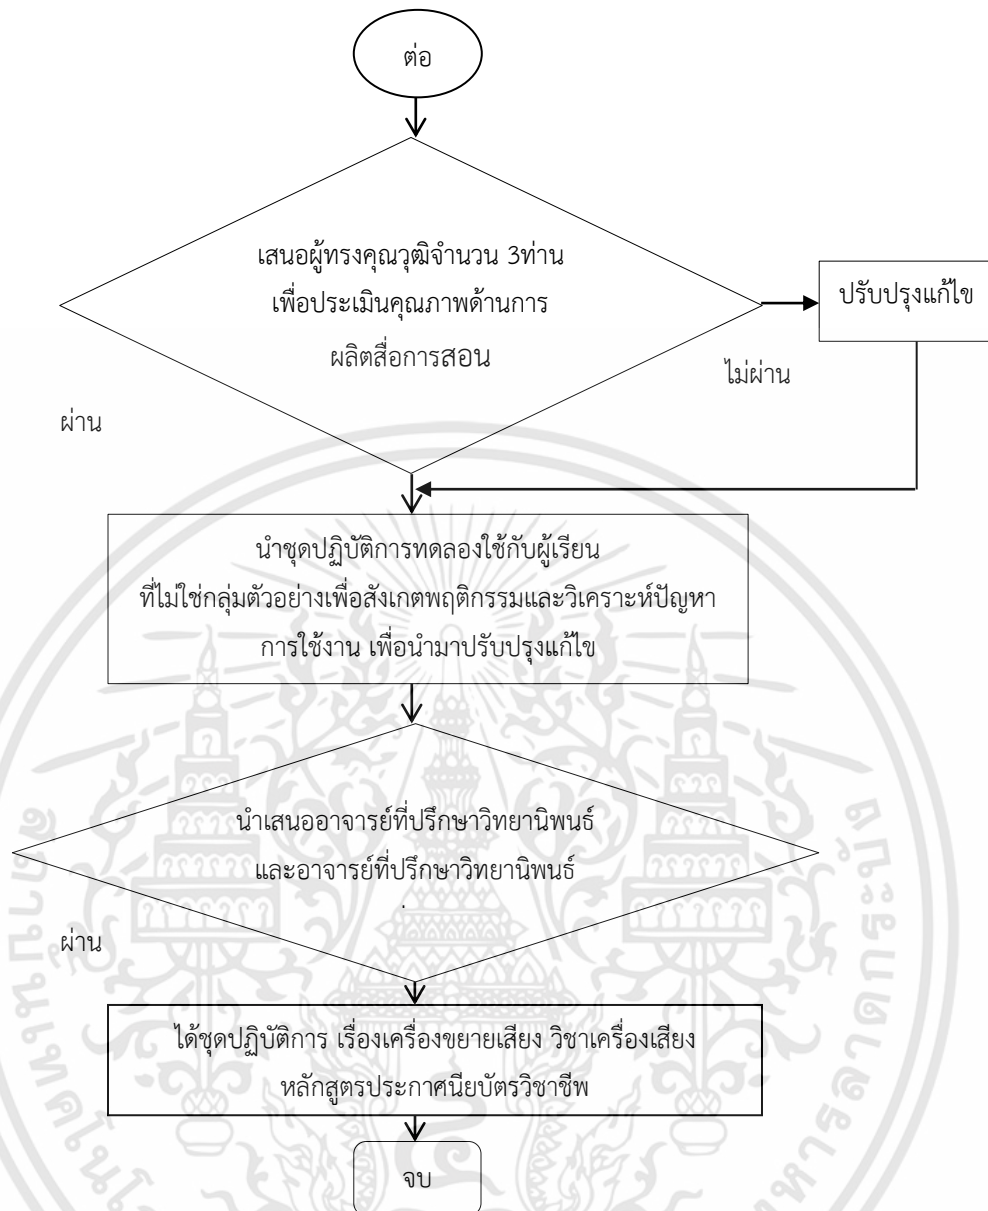 ต่อ
เสนอผู้ทรงคุณวุฒิจำนวน 3ท่าน
เพื่อประเมินคุณภาพด้านการ
ผลิตสื่อการสอน
ปรับปรุงแก้ไข
ไม่ผ่าน
ผ่าน
นำชุดปฏิบัติการทดลองใช้กับผู้เรียน
ที่ไม่ใช่กลุ่มตัวอย่างเพื่อสังเกตพฤติกรรมและวิเคราะห์ปัญหา
การใช้งาน เพื่อนำมาปรับปรุงแก้ไข
นำเสนออาจารย์ที่ปรึกษาวิทยานิพนธ์
และอาจารย์ที่ปรึกษาวิทยานิพนธ์
.
ผ่าน
ได้ชุดปฏิบัติการ เรื่องเครื่องขยายเสียง วิชาเครื่องเสียง
หลักสูตรประกาศนียบัตรวิชาชีพ
จบ